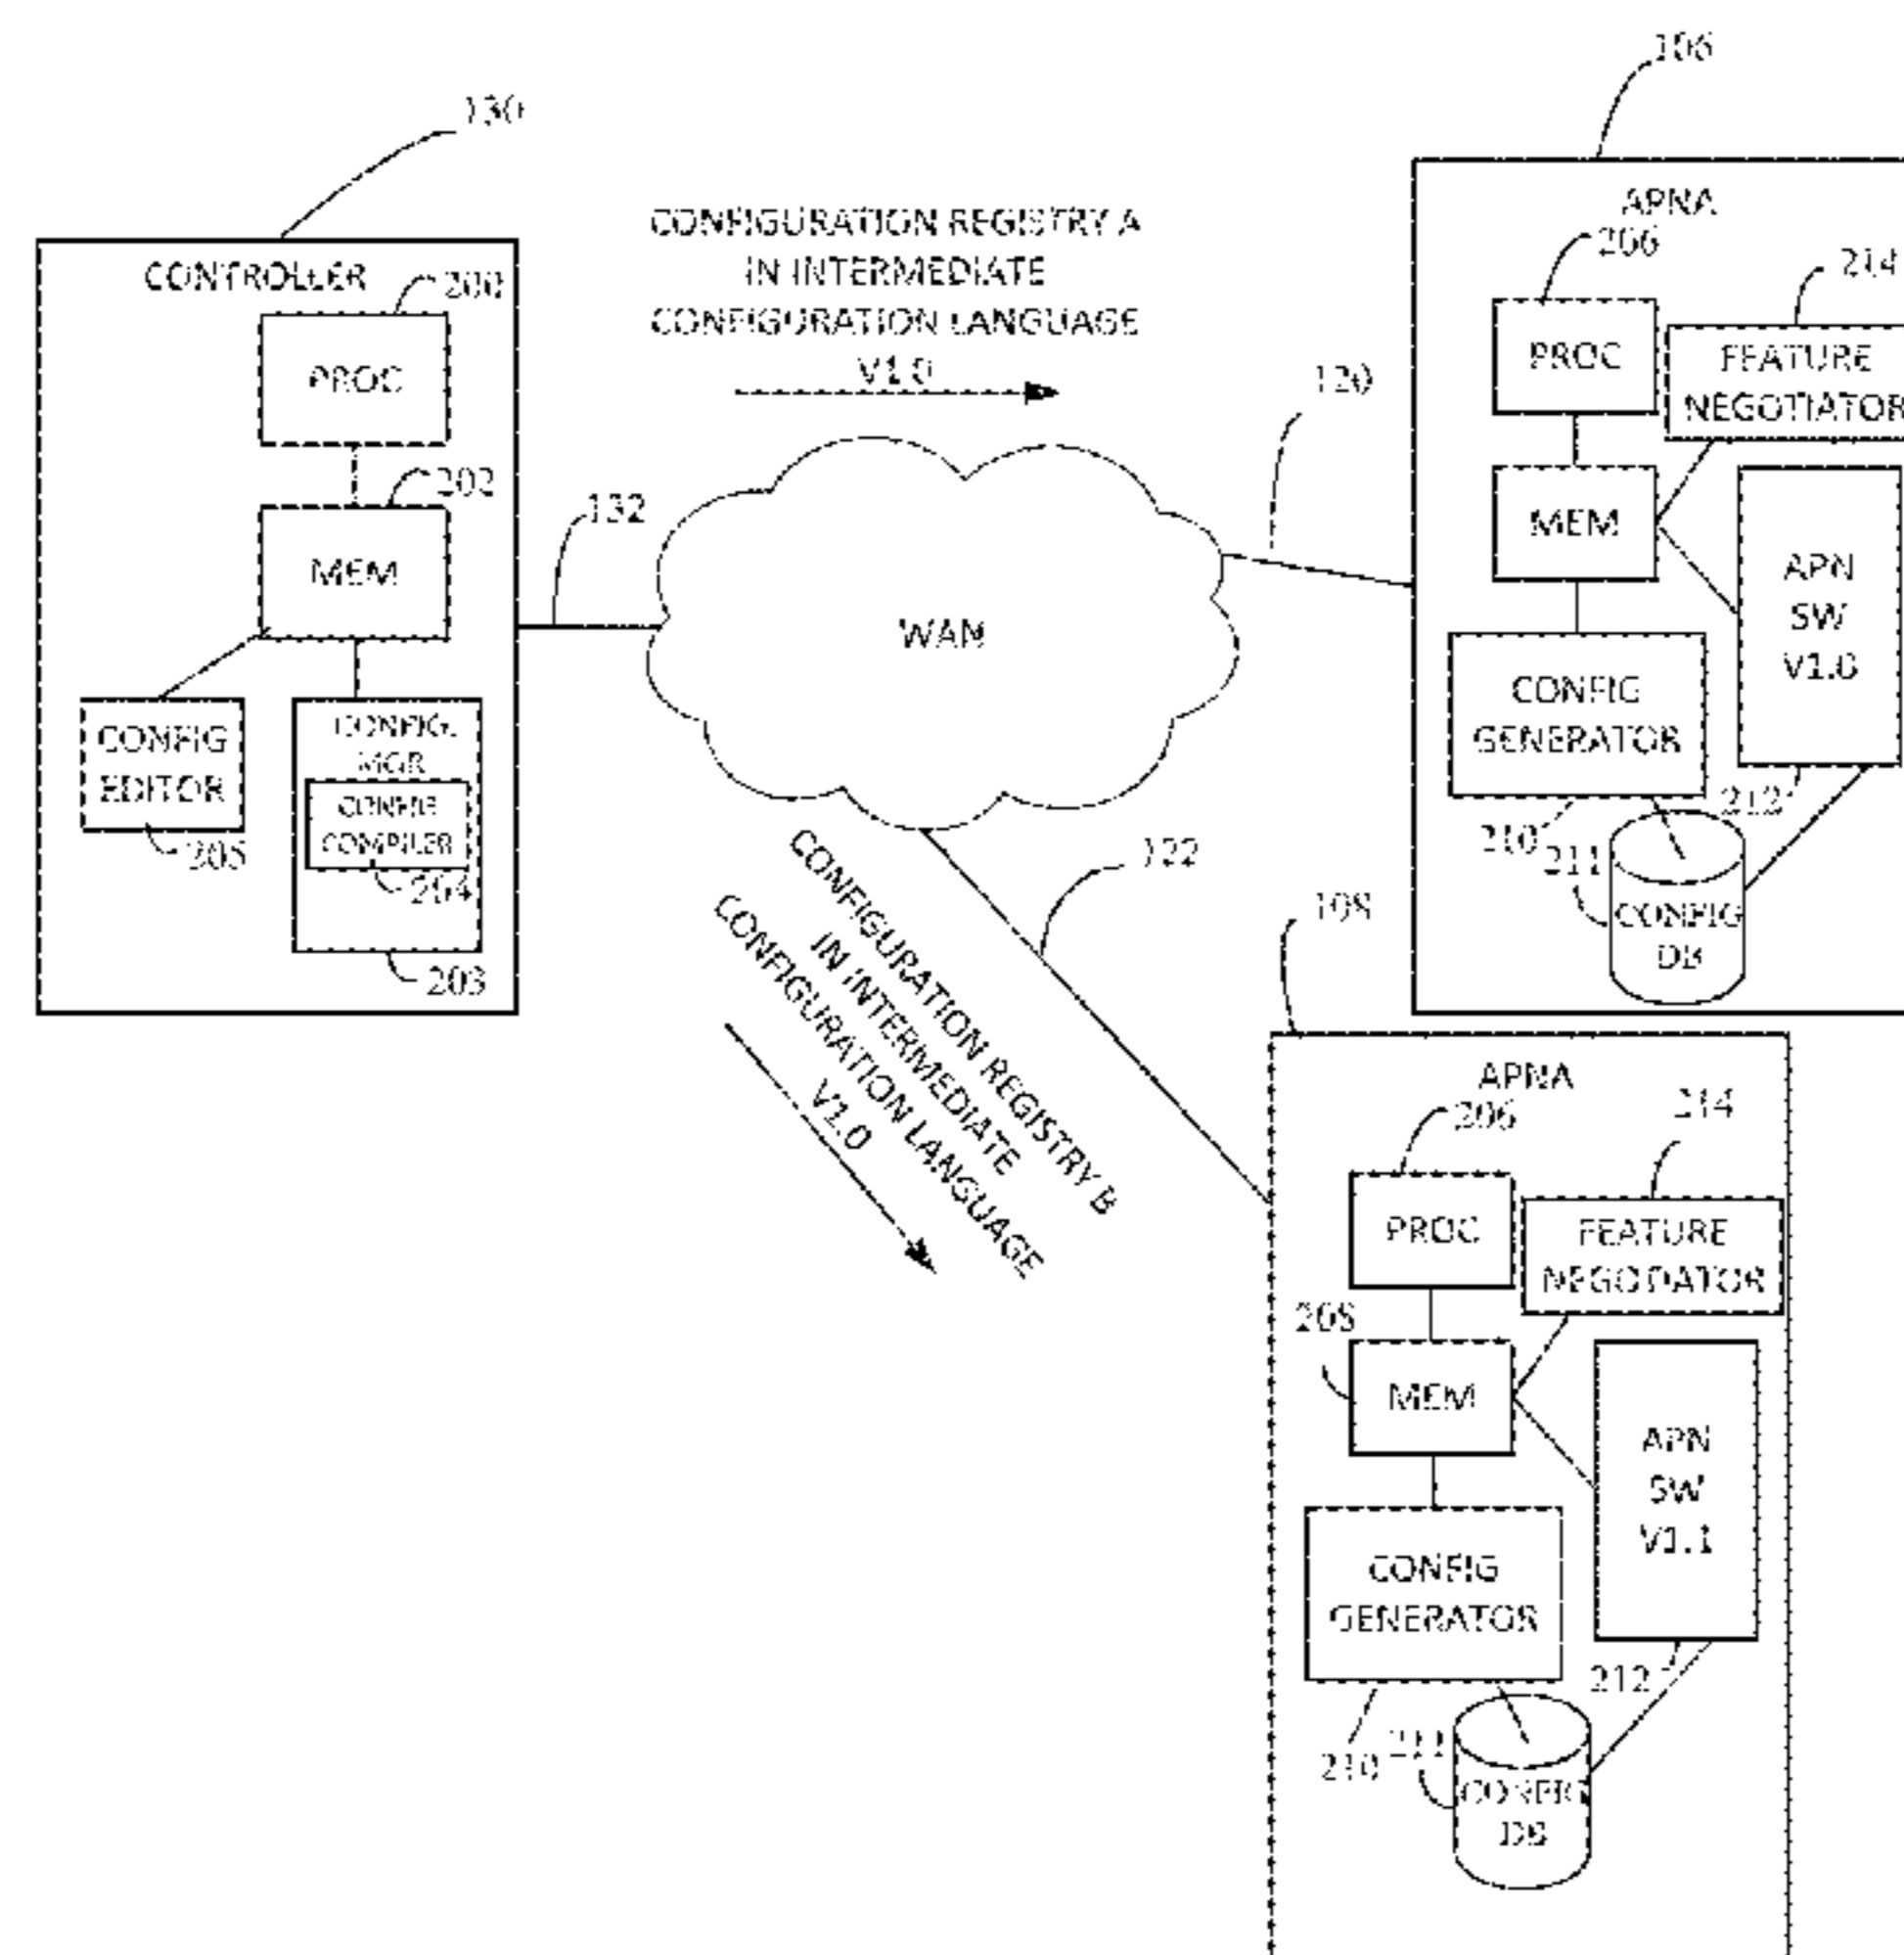 130
CONTROLLER
200
PROC
202
MEM
CONFIG
EDITOR
205
CONFIG.
MGR
CONFIG
COMPILER
204
203
132
CONFIGURATION REGISTRY A
IN INTERMEDIATE
CONFIGURATION LANGUAGE
V1.0
WAN
120
122
CONFIGURATION REGISTRY B
IN INTERMEDIATE
CONFIGURATION LANGUAGE
V1.0
106
APNA
206
214
PROC
FEATURE
NEGOTIATOR
MEM
APN
SW
V1.0
CONFIG
GENERATOR
212
210
211
CONFIG
DB
108
APNA
206
214
PROC
FEATURE
NEGOTIATOR
208
MEM
APN
SW
V1.1
CONFIG
GENERATOR
212
210
211
CONFIG
DB